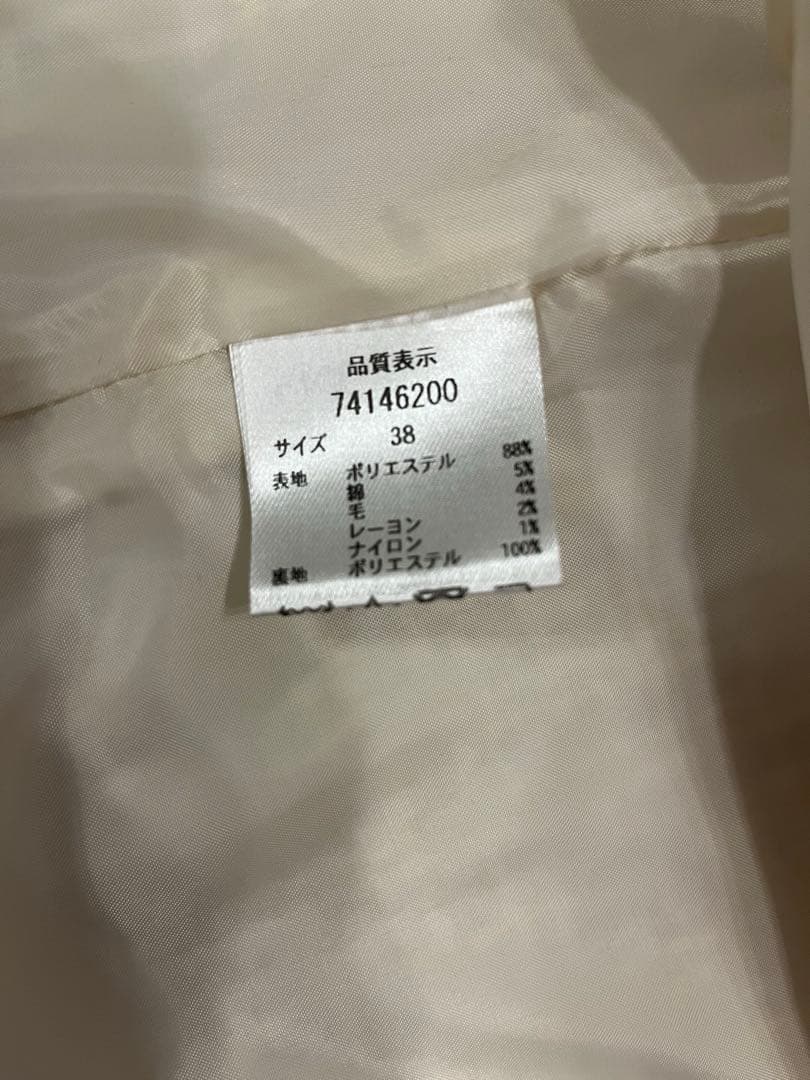 品質表示
74146200
サイズ 38
表地 ポリエステル 88%
綿 5%
毛 4%
レーヨン 2%
ナイロン 1%
裏地 ポリエステル 100%